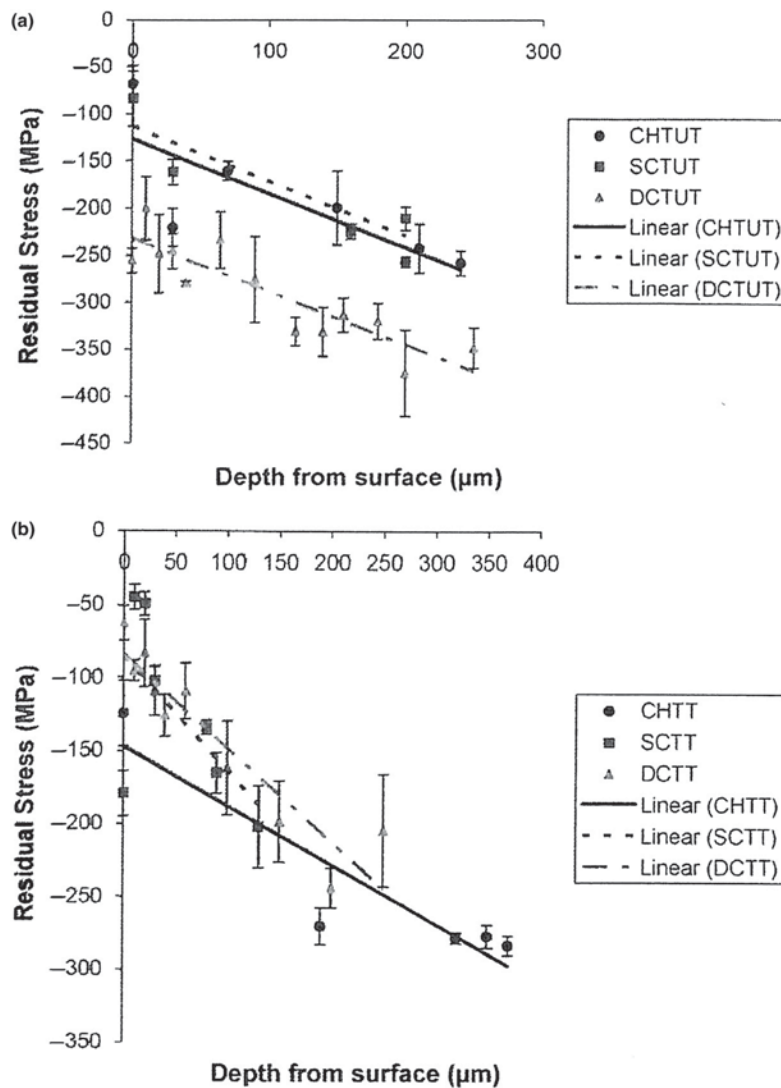 (a)
0
0
100
200
300
–50
–100
–150
–200
–250
–300
–350
–400
–450
Residual Stress (MPa)
Depth from surface (µm)
CHTUT
SCTUT
DCTUT
Linear (CHTUT)
Linear (SCTUT)
Linear (DCTUT)
(b)
0
0
50
100
150
200
250
300
350
400
–50
–100
–150
–200
–250
–300
–350
Residual Stress (MPa)
Depth from surface (µm)
CHTT
SCTT
DCTT
Linear (CHTT)
Linear (SCTT)
Linear (DCTT)